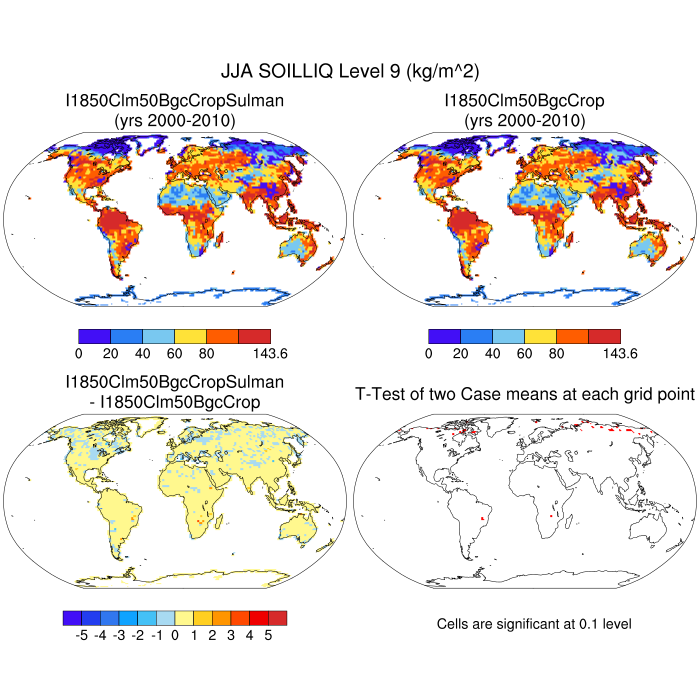 JJA SOILLIQ Level 9 (kg/m^2)
I1850Clm50BgcCropSulman
(yrs 2000-2010)
I1850Clm50BgcCrop
(yrs 2000-2010)
0 20 40 60 80 143.6
0 20 40 60 80 143.6
I1850Clm50BgcCropSulman
- I1850Clm50BgcCrop
T-Test of two Case means at each grid point
-5 -4 -3 -2 -1 0 1 2 3 4 5
Cells are significant at 0.1 level